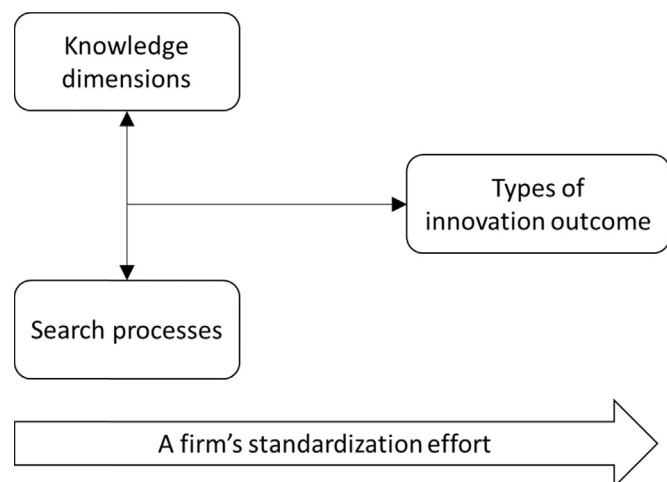 Knowledge
dimensions
Types of
innovation outcome
Search processes
A firm's standardization effort